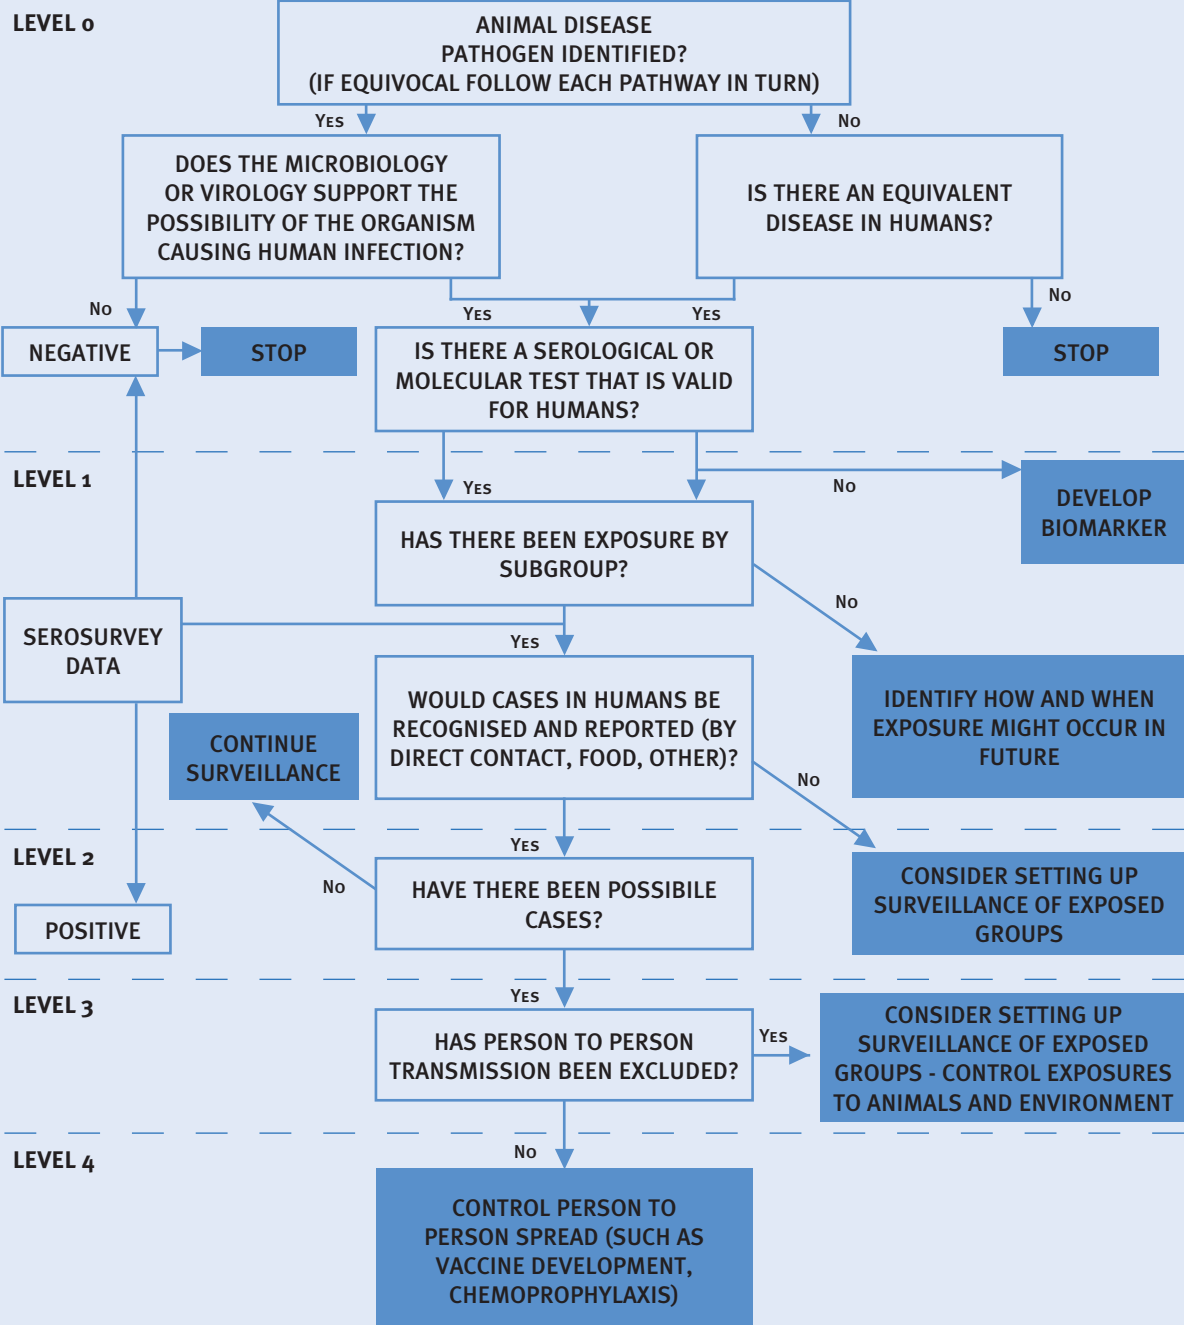 LEVEL 0
ANIMAL DISEASE
PATHOGEN IDENTIFIED?
(IF EQUIVOCAL FOLLOW EACH PATHWAY IN TURN)
YES
NO
DOES THE MICROBIOLOGY
OR VIROLOGY SUPPORT THE
POSSIBILITY OF THE ORGANISM
CAUSING HUMAN INFECTION?
IS THERE AN EQUIVALENT
DISEASE IN HUMANS?
NO
YES
YES
NO
NEGATIVE
STOP
IS THERE A SEROLOGICAL OR
MOLECULAR TEST THAT IS VALID
FOR HUMANS?
STOP
LEVEL 1
YES
NO
DEVELOP
BIOMARKER
HAS THERE BEEN EXPOSURE BY
SUBGROUP?
NO
SEROSURVEY
DATA
YES
IDENTIFY HOW AND WHEN
EXPOSURE MIGHT OCCUR IN
FUTURE
WOULD CASES IN HUMANS BE
RECOGNISED AND REPORTED (BY
DIRECT CONTACT, FOOD, OTHER)?
CONTINUE
SURVEILLANCE
NO
LEVEL 2
YES
NO
HAVE THERE BEEN POSSIBILE
CASES?
CONSIDER SETTING UP
SURVEILLANCE OF EXPOSED
GROUPS
POSITIVE
LEVEL 3
YES
HAS PERSON TO PERSON
TRANSMISSION BEEN EXCLUDED?
YES
CONSIDER SETTING UP
SURVEILLANCE OF EXPOSED
GROUPS - CONTROL EXPOSURES
TO ANIMALS AND ENVIRONMENT
LEVEL 4
NO
CONTROL PERSON TO
PERSON SPREAD (SUCH AS
VACCINE DEVELOPMENT,
CHEMOPROPHYLAXIS)